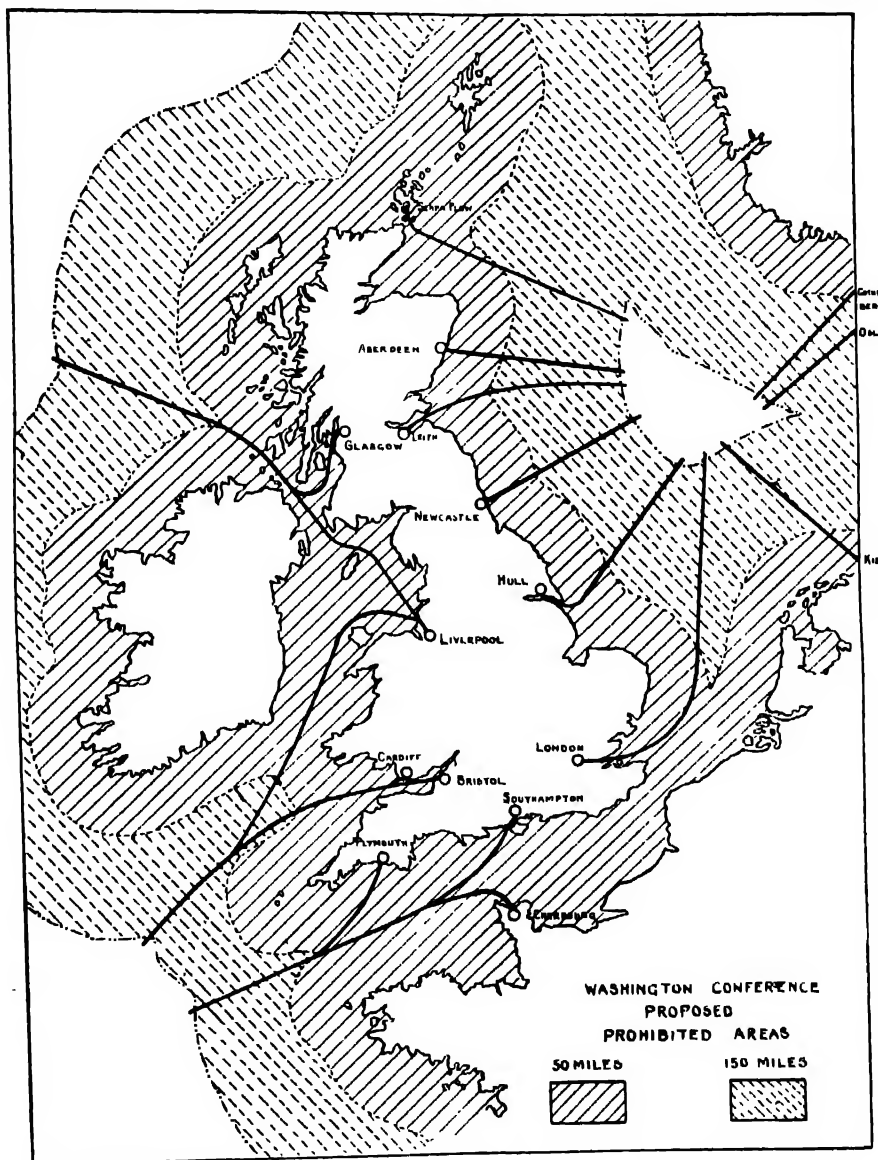 SCAPA FLOW
ABERDEEN
LEITH
GLASGOW
NEWCASTLE
HULL
LIVERPOOL
LONDON
CARDIFF
BRISTOL
SOUTHAMPTON
PLYMOUTH
CHERBOURG
WASHINGTON CONFERENCE
PROPOSED
PROHIBITED AREAS
50 MILES
150 MILES